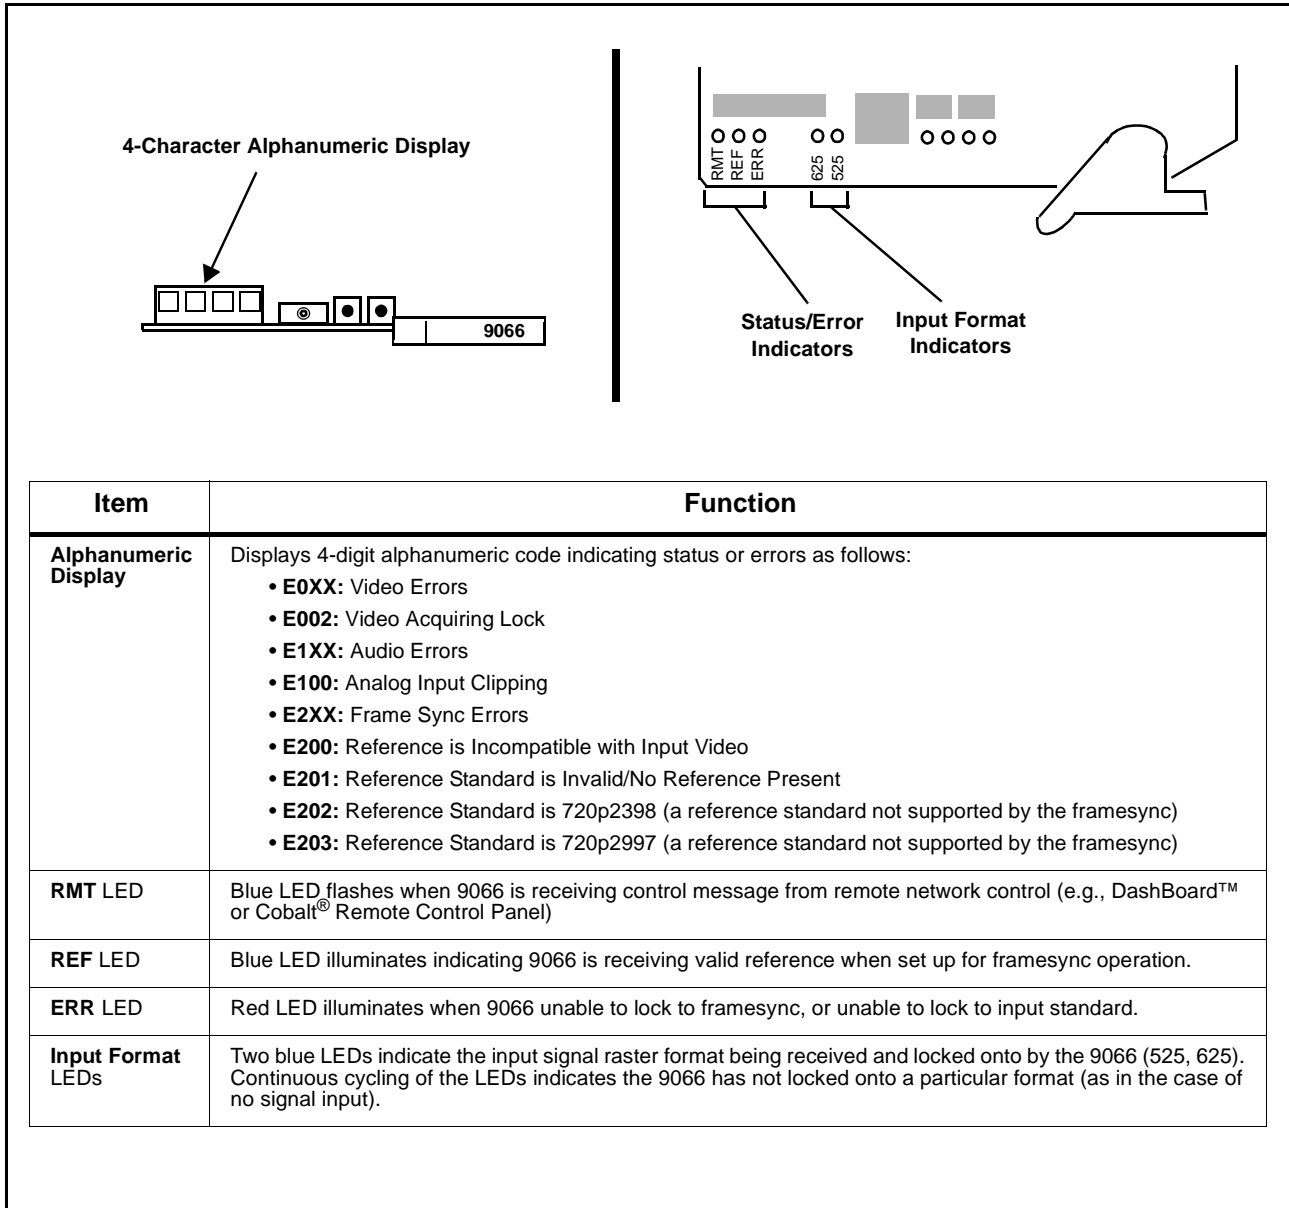 4-Character Alphanumeric Display
9066
RMT
REF
ERR
625
525
Status/Error
Indicators
Input Format
Indicators
Item
Function
Alphanumeric
Display
Displays 4-digit alphanumeric code indicating status or errors as follows:
• E0XX: Video Errors
• E002: Video Acquiring Lock
• E1XX: Audio Errors
• E100: Analog Input Clipping
• E2XX: Frame Sync Errors
• E200: Reference is Incompatible with Input Video
• E201: Reference Standard is Invalid/No Reference Present
• E202: Reference Standard is 720p2398 (a reference standard not supported by the framesync)
• E203: Reference Standard is 720p2997 (a reference standard not supported by the framesync)
RMT LED
Blue LED flashes when 9066 is receiving control message from remote network control (e.g., DashBoard™
or Cobalt® Remote Control Panel)
REF LED
Blue LED illuminates indicating 9066 is receiving valid reference when set up for framesync operation.
ERR LED
Red LED illuminates when 9066 unable to lock to framesync, or unable to lock to input standard.
Input Format
LEDs
Two blue LEDs indicate the input signal raster format being received and locked onto by the 9066 (525, 625).
Continuous cycling of the LEDs indicates the 9066 has not locked onto a particular format (as in the case of
no signal input).